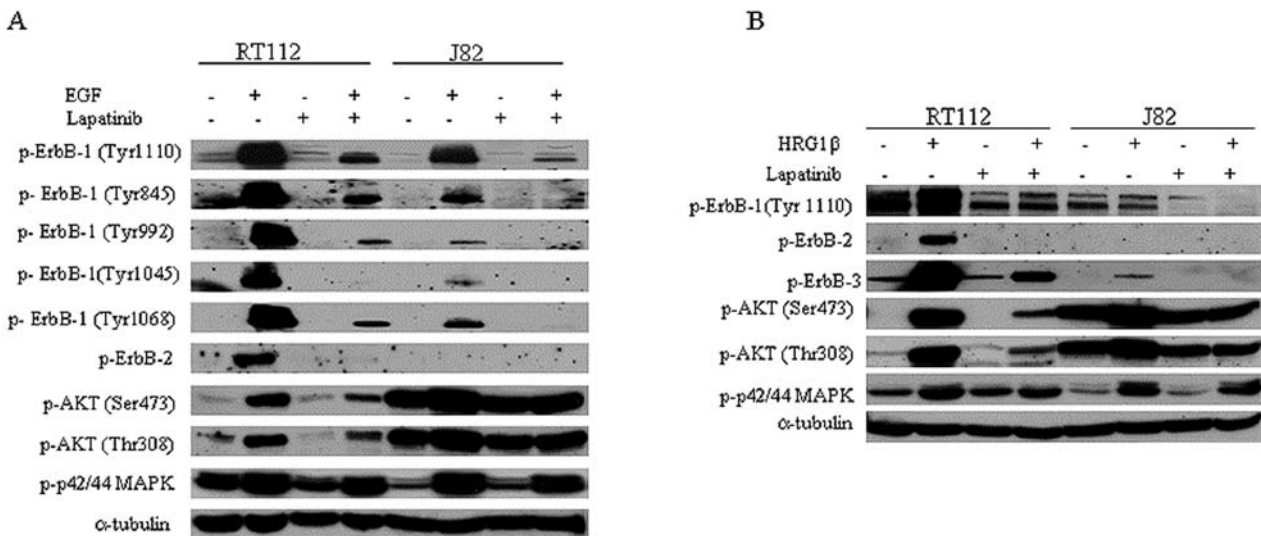 A
RT112 J82
EGF - + - + - + - +
Lapatinib - - + + - - + +
p-ErbB-1 (Tyr1110)
p- ErbB-1 (Tyr845)
p- ErbB-1 (Tyr992)
p- ErbB-1(Tyr1045)
p- ErbB-1 (Tyr1068)
p-ErbB-2
p-AKT (Ser473)
p-AKT (Thr308)
p-p42/44 MAPK
α-tubulin
B
RT112 J82
HRG1β - + - + - + - +
Lapatinib - - + + - - + +
p-ErbB-1(Tyr 1110)
p-ErbB-2
p-ErbB-3
p-AKT (Ser473)
p-AKT (Thr308)
p-p42/44 MAPK
α-tubulin